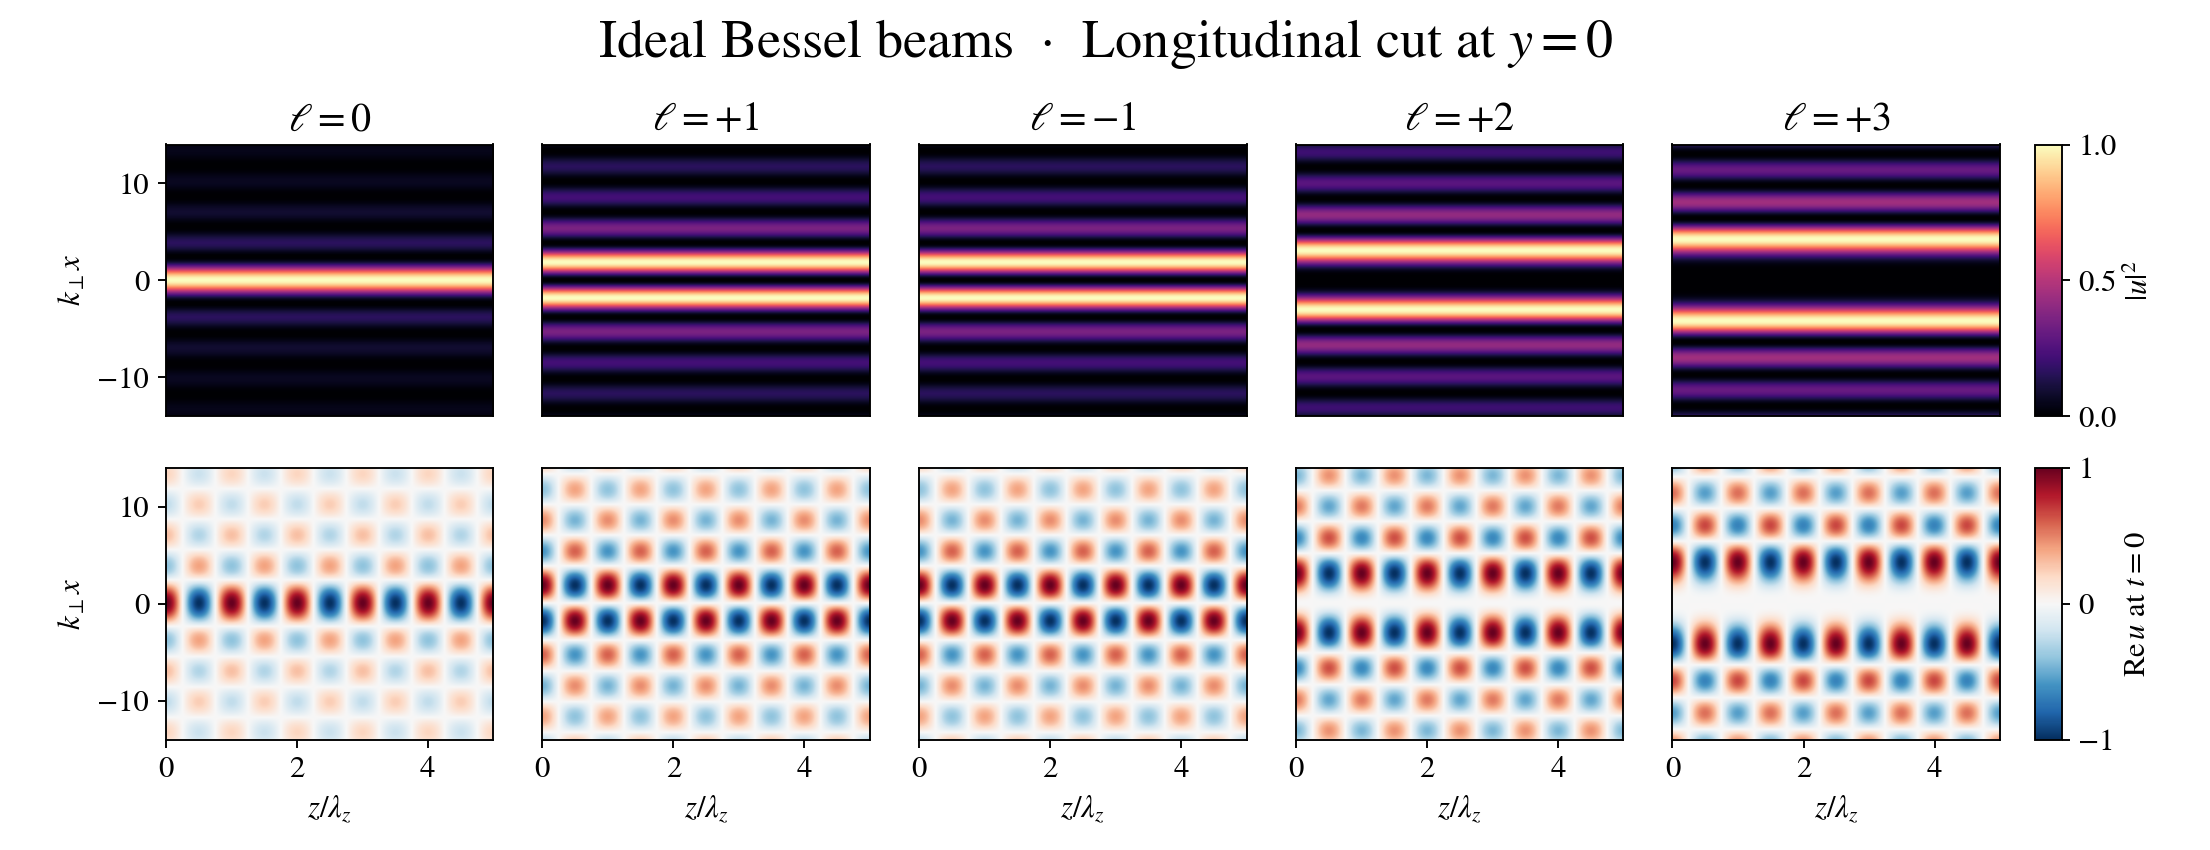 Ideal Bessel beams · Longitudinal cut at y = 0
ℓ = 0
ℓ = +1
ℓ = −1
ℓ = +2
ℓ = +3
10
0
−10
k⊥x
1.0
0.5
0.0
|u|²
10
0
−10
k⊥x
1
0
−1
Re u at t = 0
0 2 4
0 2 4
0 2 4
0 2 4
0 2 4
z/λz
z/λz
z/λz
z/λz
z/λz